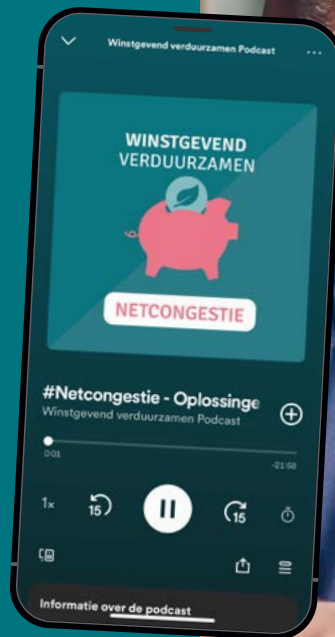 Winstgevend verduurzamen Podcast
WINSTGEVEND
VERDUURZAMEN
NETCONGESTIE
#Netcongestie - Oplossinge
Winstgevend verduurzamen Podcast
0:01
-21:58
1x
15
15
Informatie over de podcast